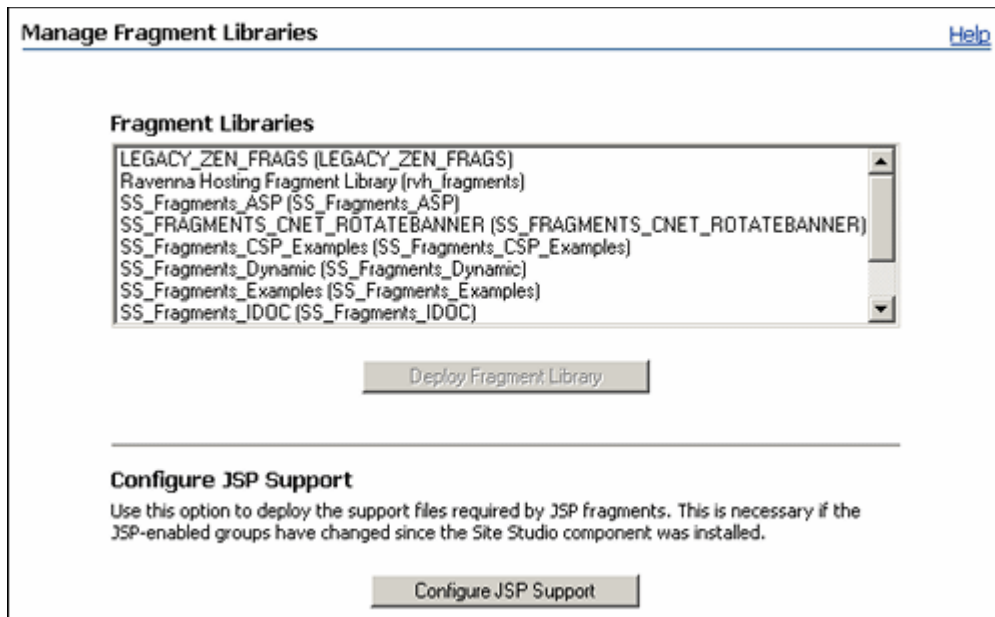 Manage Fragment Libraries
Help
Fragment Libraries
LEGACY_ZEN_FRAGS (LEGACY_ZEN_FRAGS)
Ravenna Hosting Fragment Library (rvh_fragments)
SS_Fragments_ASP (SS_Fragments_ASP)
SS_FRAGMENTS_CNET_ROTATEBANNER (SS_FRAGMENTS_CNET_ROTATEBANNER)
SS_Fragments_CSP_Examples (SS_Fragments_CSP_Examples)
SS_Fragments_Dynamic (SS_Fragments_Dynamic)
SS_Fragments_Examples (SS_Fragments_Examples)
SS_Fragments_IDOC (SS_Fragments_IDOC)
Deploy Fragment Library
Configure JSP Support
Use this option to deploy the support files required by JSP fragments. This is necessary if the
JSP-enabled groups have changed since the Site Studio component was installed.
Configure JSP Support